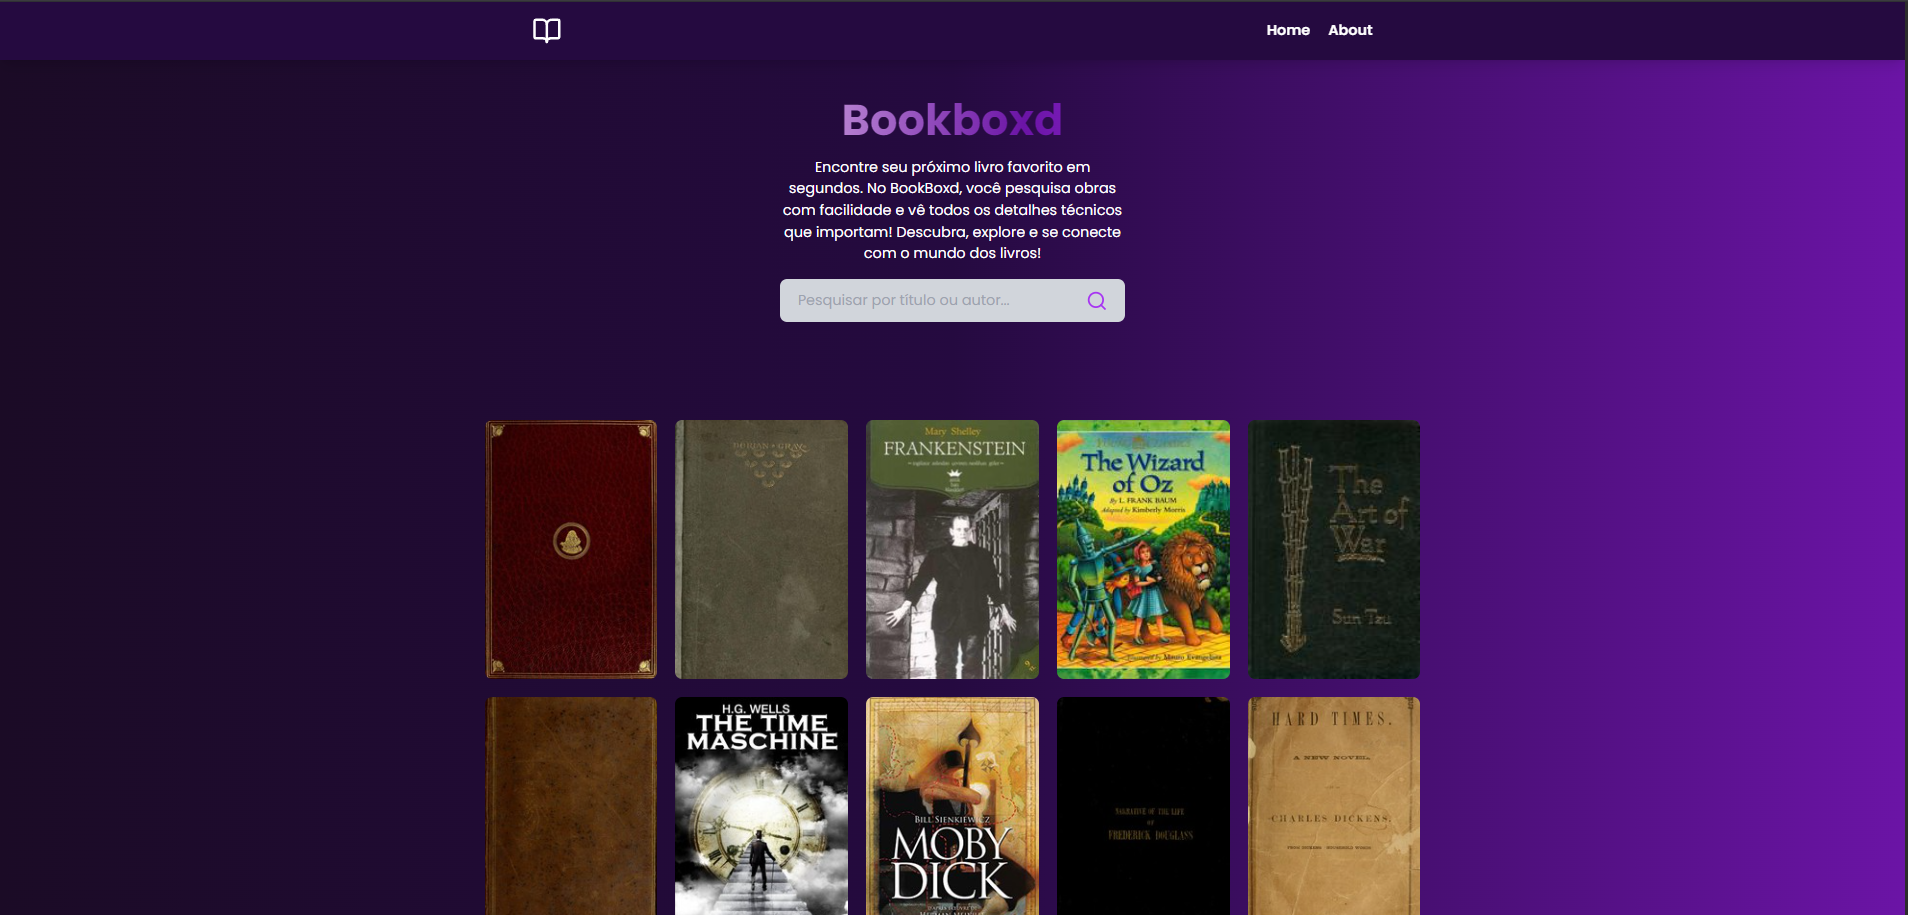 Home About
Bookboxd
Encontre seu próximo livro favorito em
segundos. No BookBoxd, você pesquisa obras
com facilidade e vê todos os detalhes técnicos
que importam! Descubra, explore e se conecte
com o mundo dos livros!
Pesquisar por título ou autor...
DORIAN GRAY
Mary Shelley
FRANKENSTEIN
The Wizard
of Oz
By L. FRANK BAUM
Adapted by Kimberly Morris
Illustrated by Mauro Evangelista
The
Art of
War
Sun Tzu
H.G. WELLS
THE TIME
MASCHINE
BILL SIENKIEWICZ
MOBY
DICK
NARRATIVE OF THE LIFE
OF
FREDERICK DOUGLASS
HARD TIMES.
A NEW NOVEL.
CHARLES DICKENS.